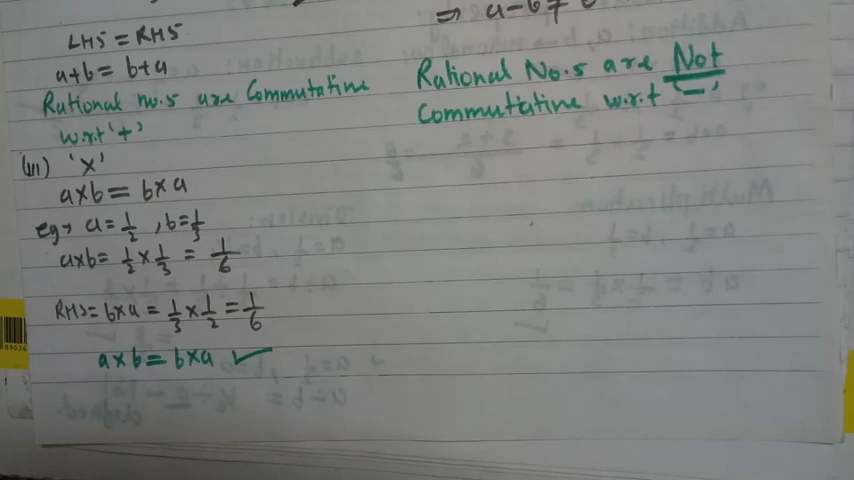 LHS = RHS
a+b = b+a
Rational no.s are Commutative
w.r.t '+'
⇒ a-b ≠
Rational No.s are Not
Commutiatine w.r.t '-'
(iii) 'x'
a×b = b×a
eg→ a=1/2 , b=1/3
a×b= 1/2 × 1/3 = 1/6
RHS= b×a = 1/3 × 1/2 = 1/6
a×b = b×a ✓